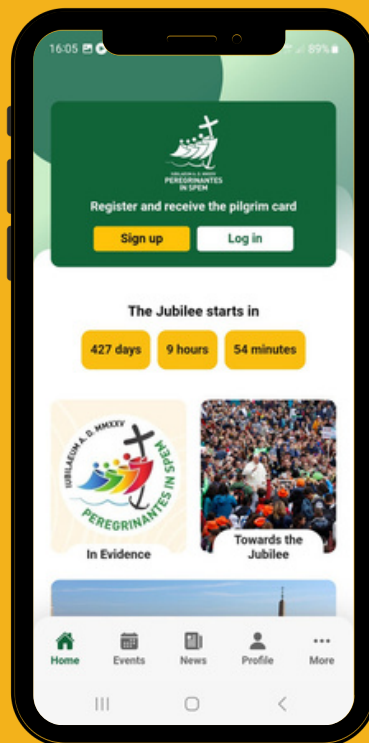 16:05
89%
IUBILAEUM A. D. MMXXV
PEREGRINANTES
IN SPEM
Register and receive the pilgrim card
Sign up
Log in
The Jubilee starts in
427 days
9 hours
54 minutes
IUBILAEUM A. D. MMXXV
PEREGRINANTES IN SPEM
In Evidence
Towards the
Jubilee
Home
Events
News
Profile
More